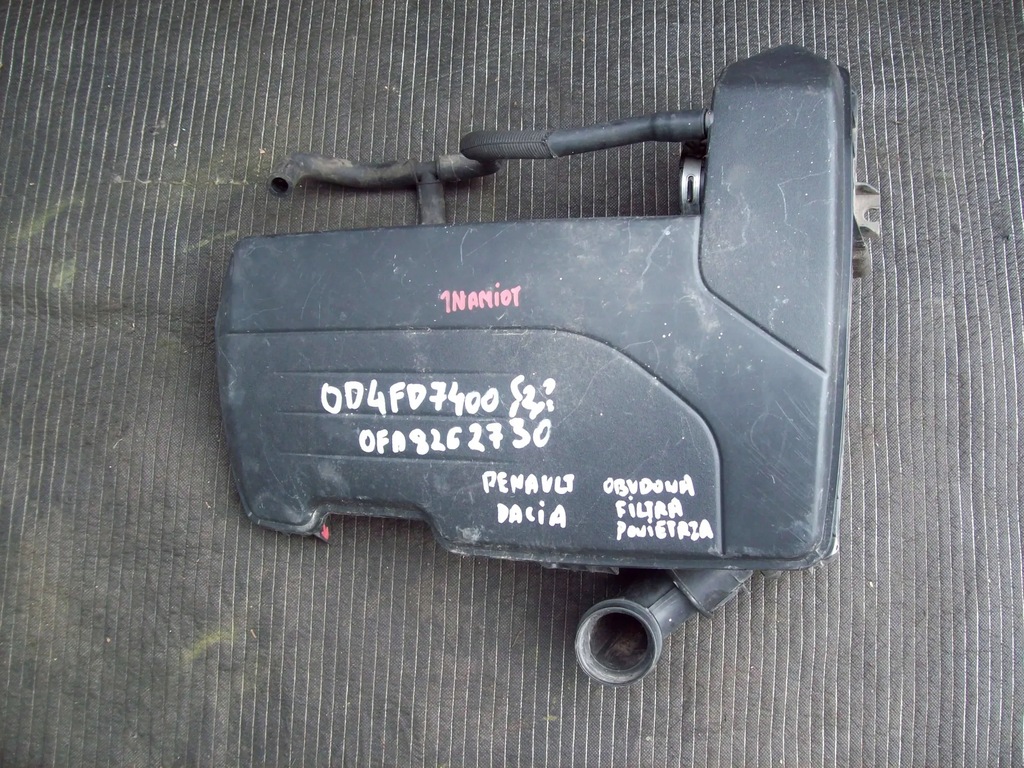 1NAMIOT
0D4FD7400
0FA8262730
RENAULT
DACIA
OBUDOWA
FILTRA
POWIETRZA